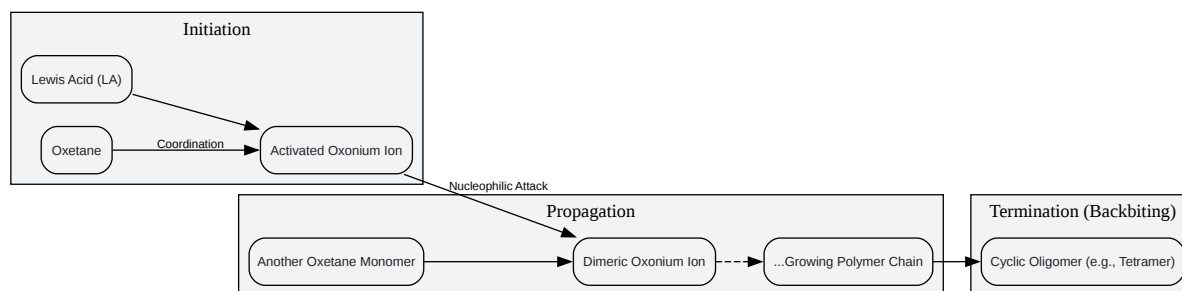 Initiation
Lewis Acid (LA)
Oxetane
Coordination
Activated Oxonium Ion
Nucleophilic Attack
Propagation
Another Oxetane Monomer
Dimeric Oxonium Ion
...Growing Polymer Chain
Termination (Backbiting)
Cyclic Oligomer (e.g., Tetramer)